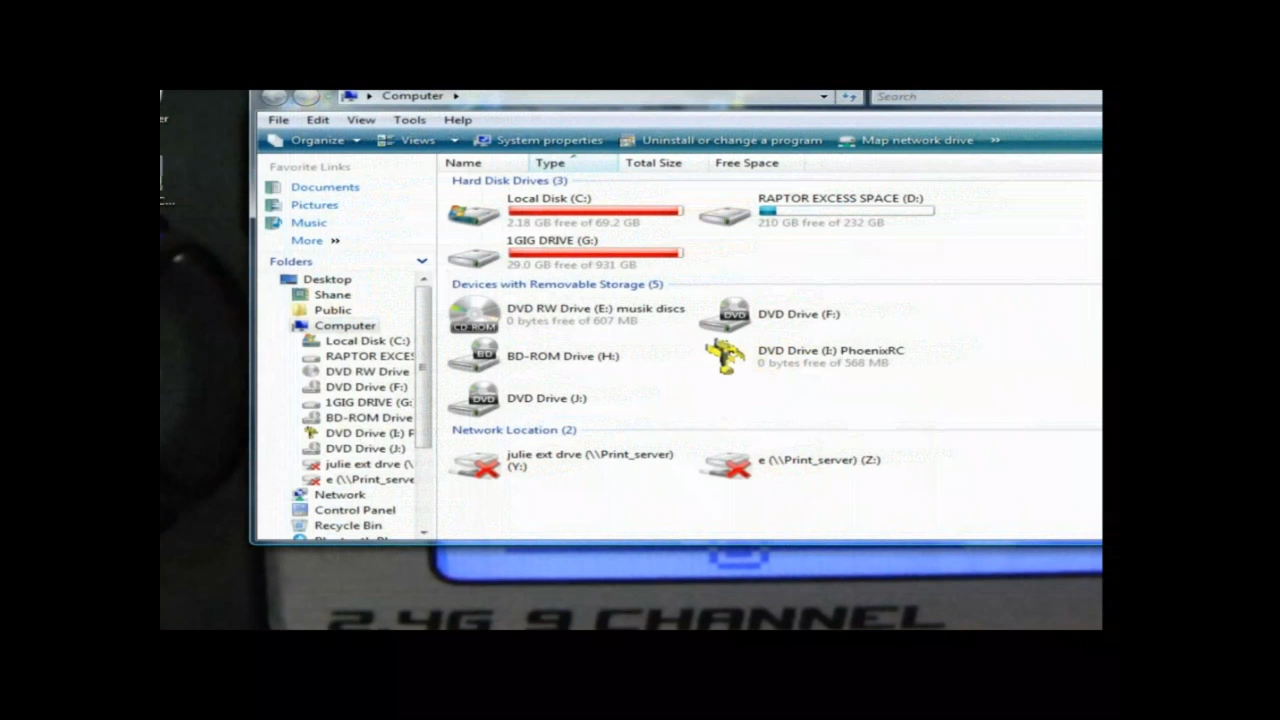 Computer
Search
File Edit View Tools Help
Organize Views System properties Uninstall or change a program Map network drive »
Favorite Links
Documents
Pictures
Music
More »
Folders
Desktop
Shane
Public
Computer
Local Disk (C:)
RAPTOR EXCES
DVD RW Drive
DVD Drive (F:)
1GIG DRIVE (G:
BD-ROM Drive
DVD Drive (I:) P
DVD Drive (J:)
julie ext drve (\
e (\\Print_serve
Network
Control Panel
Recycle Bin
Name Type Total Size Free Space
Hard Disk Drives (3)
Local Disk (C:)
2.18 GB free of 69.2 GB
RAPTOR EXCESS SPACE (D:)
210 GB free of 232 GB
1GIG DRIVE (G:)
29.0 GB free of 931 GB
Devices with Removable Storage (5)
CD-ROM
DVD RW Drive (E:) musik discs
0 bytes free of 607 MB
DVD
DVD Drive (F:)
BD
BD-ROM Drive (H:)
DVD Drive (I:) PhoenixRC
0 bytes free of 568 MB
DVD
DVD Drive (J:)
Network Location (2)
julie ext drve (\\Print_server)
(Y:)
e (\\Print_server) (Z:)
2.4G 9 CHANNEL